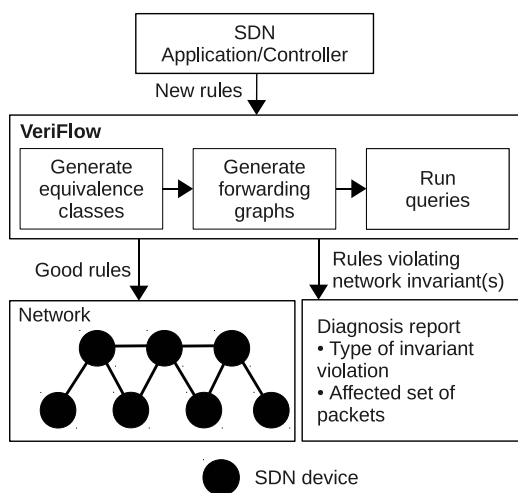 SDN
Application/Controller
New rules
VeriFlow
Generate
equivalence
classes
Generate
forwarding
graphs
Run
queries
Good rules
Rules violating
network invariant(s)
Network
Diagnosis report
• Type of invariant
violation
• Affected set of
packets
SDN device